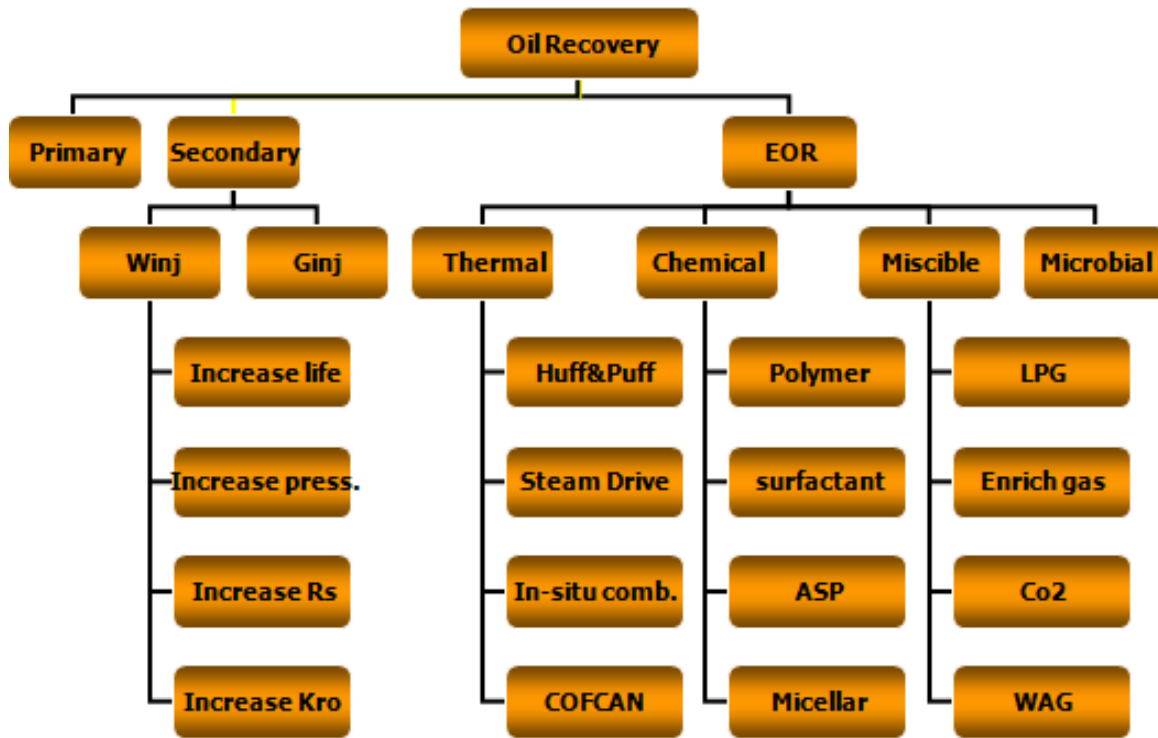 Oil Recovery
Primary
Secondary
EOR
Winj
Ginj
Thermal
Chemical
Miscible
Microbial
Increase life
Huff&Puff
Polymer
LPG
Increase press.
Steam Drive
surfactant
Enrich gas
Increase Rs
In-situ comb.
ASP
Co2
Increase Kro
COFCAN
Micellar
WAG